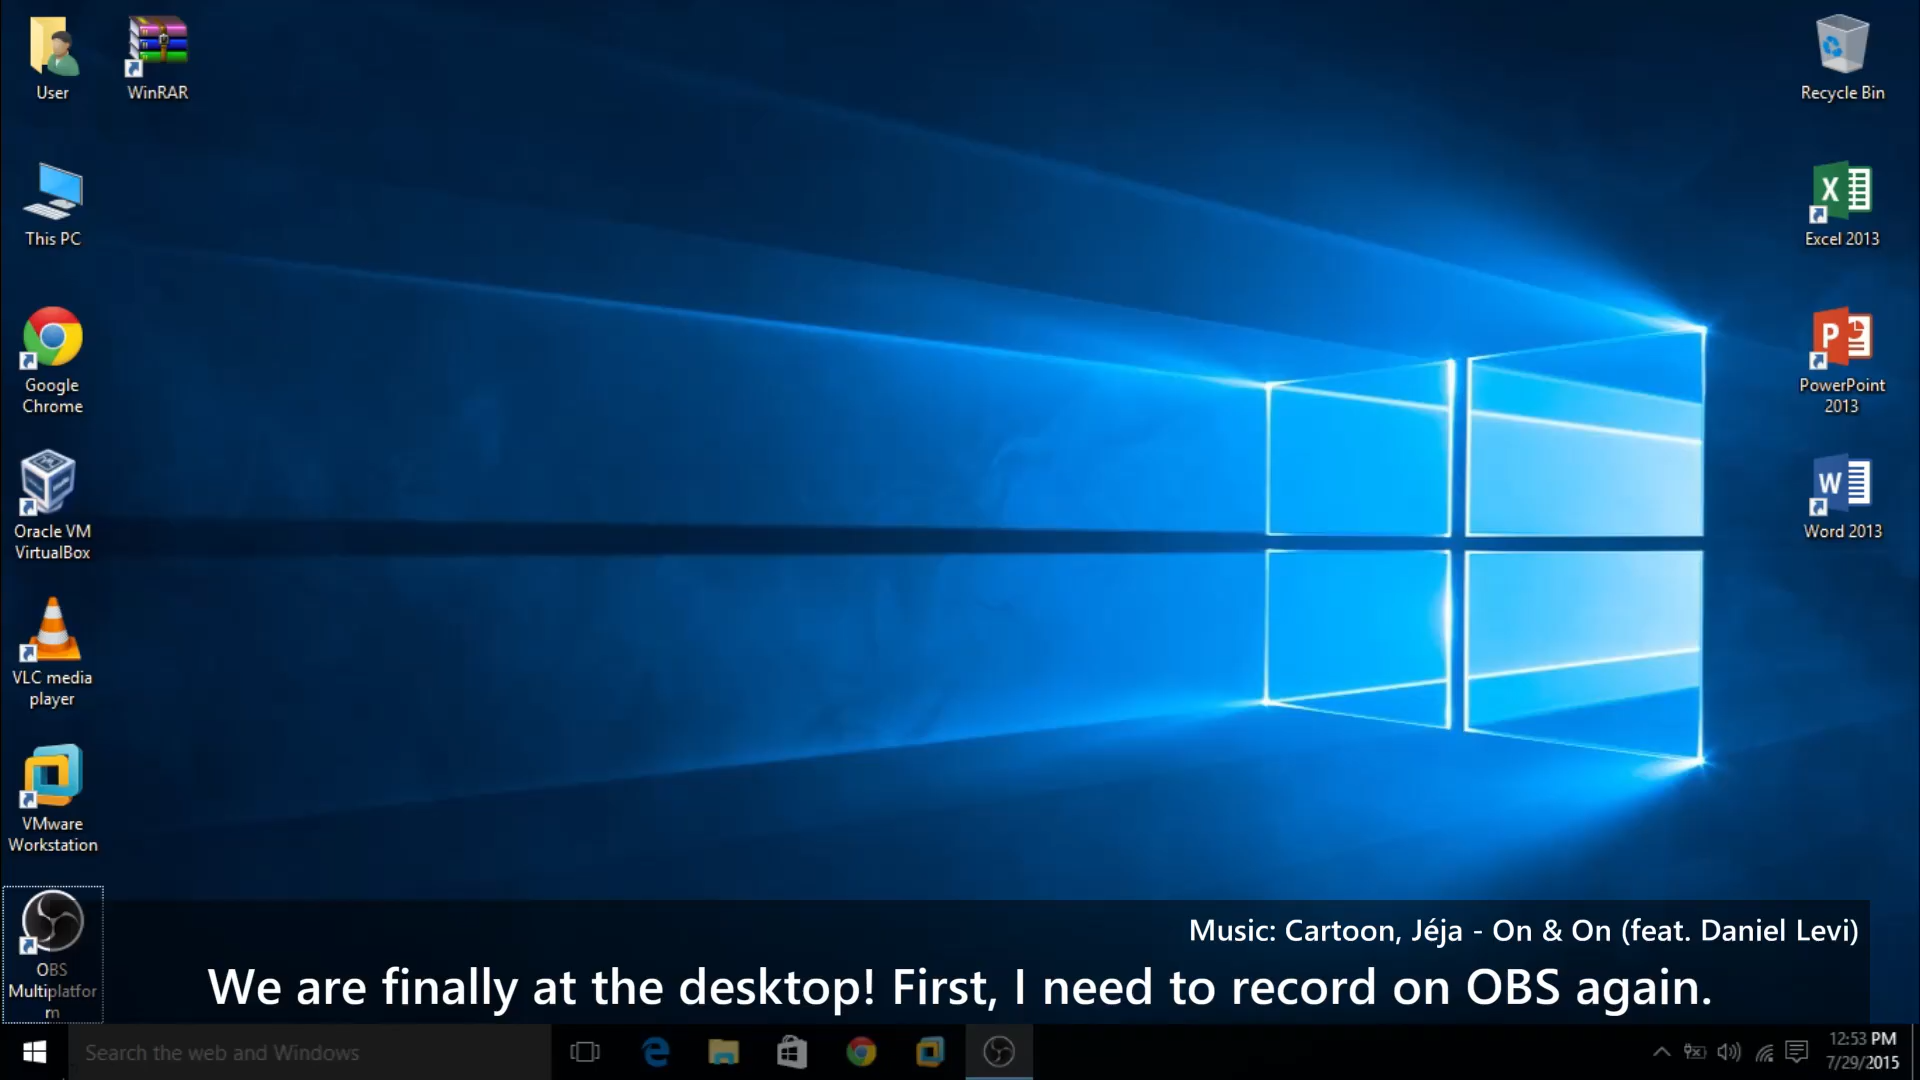 User
WinRAR
Recycle Bin
This PC
Excel 2013
Google
Chrome
PowerPoint
2013
Oracle VM
VirtualBox
Word 2013
VLC media
player
VMware
Workstation
OBS
Multiplatfor
m
Music: Cartoon, Jéja - On & On (feat. Daniel Levi)
We are finally at the desktop! First, I need to record on OBS again.
Search the web and Windows
12:53 PM
7/29/2015